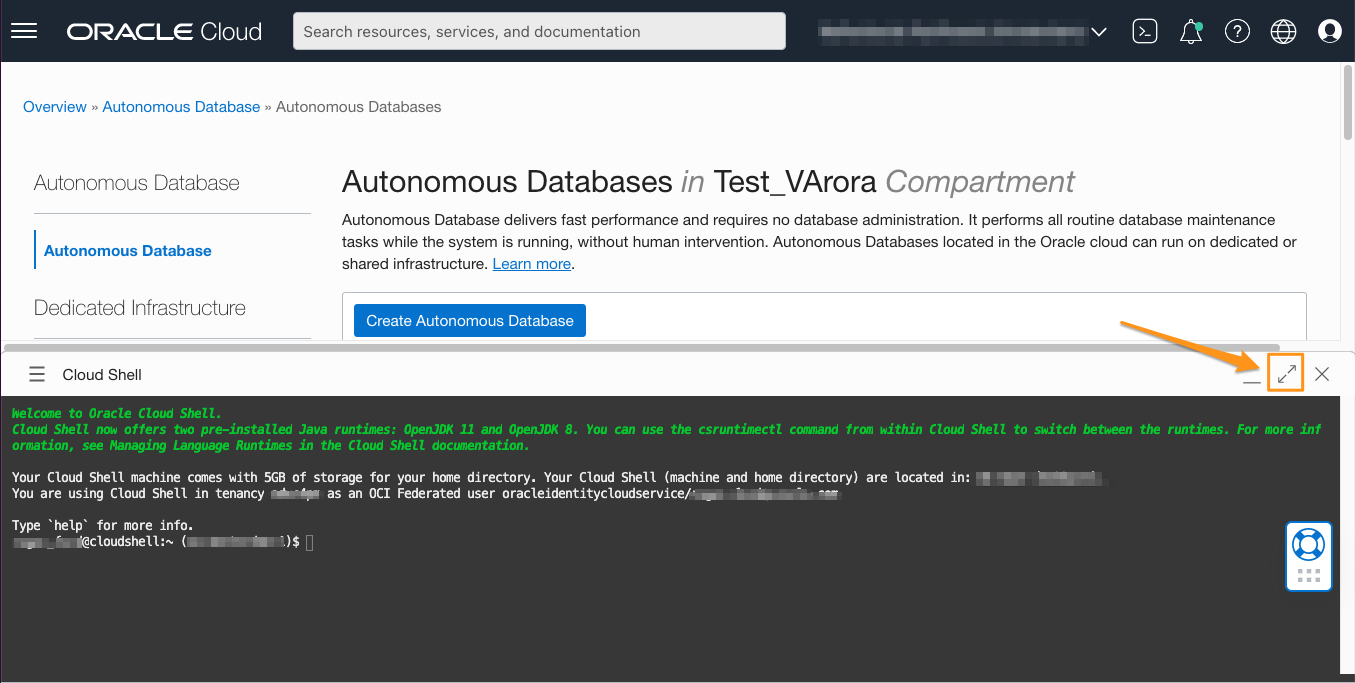 ORACLE Cloud
Search resources, services, and documentation
Overview » Autonomous Database » Autonomous Databases
Autonomous Database
Autonomous Database
Dedicated Infrastructure
Autonomous Databases in Test_VArora Compartment
Autonomous Database delivers fast performance and requires no database administration. It performs all routine database maintenance
tasks while the system is running, without human intervention. Autonomous Databases located in the Oracle cloud can run on dedicated or
shared infrastructure. Learn more.
Create Autonomous Database
Cloud Shell
Welcome to Oracle Cloud Shell.
Cloud Shell now offers two pre-installed Java runtimes: OpenJDK 11 and OpenJDK 8. You can use the csruntimectl command from within Cloud Shell to switch between the runtimes. For more inf
ormation, see Managing Language Runtimes in the Cloud Shell documentation.
Your Cloud Shell machine comes with 5GB of storage for your home directory. Your Cloud Shell (machine and home directory) are located in:
You are using Cloud Shell in tenancy as an OCI Federated user oracleidentitycloudservice/
Type `help` for more info.
@cloudshell:~ ( )$